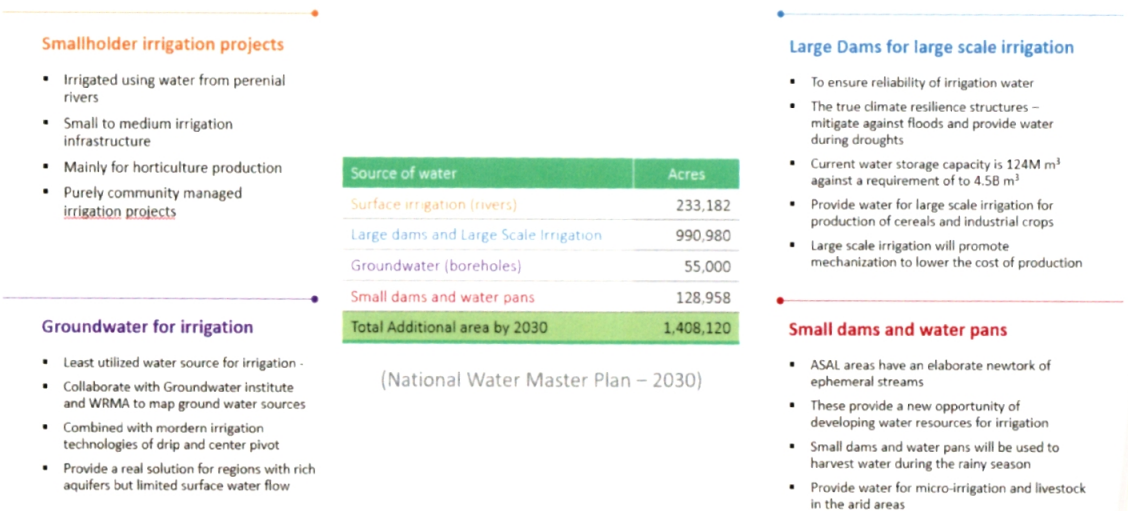 Smallholder irrigation projects
▪ Irrigated using water from perenial
rivers
▪ Small to medium irrigation
infrastructure
▪ Mainly for horticulture production
▪ Purely community managed
irrigation projects
Groundwater for irrigation
▪ Least utilized water source for irrigation -
▪ Collaborate with Groundwater institute
and WRMA to map ground water sources
▪ Combined with mordern irrigation
technologies of drip and center pivot
▪ Provide a real solution for regions with rich
aquifers but limited surface water flow
Source of water Acres
Surface irrigation (rivers) 233,182
Large dams and Large Scale Irrigation 990,980
Groundwater (boreholes) 55,000
Small dams and water pans 128,958
Total Additional area by 2030 1,408,120
(National Water Master Plan – 2030)
Large Dams for large scale irrigation
▪ To ensure reliability of irrigation water
▪ The true climate resilience structures –
mitigate against floods and provide water
during droughts
▪ Current water storage capacity is 124M m³
against a requirement of to 4.5B m³
▪ Provide water for large scale irrigation for
production of cereals and industrial crops
▪ Large scale irrigation will promote
mechanization to lower the cost of production
Small dams and water pans
▪ ASAL areas have an elaborate newtork of
ephemeral streams
▪ These provide a new opportunity of
developing water resources for irrigation
▪ Small dams and water pans will be used to
harvest water during the rainy season
▪ Provide water for micro-irrigation and livestock
in the arid areas